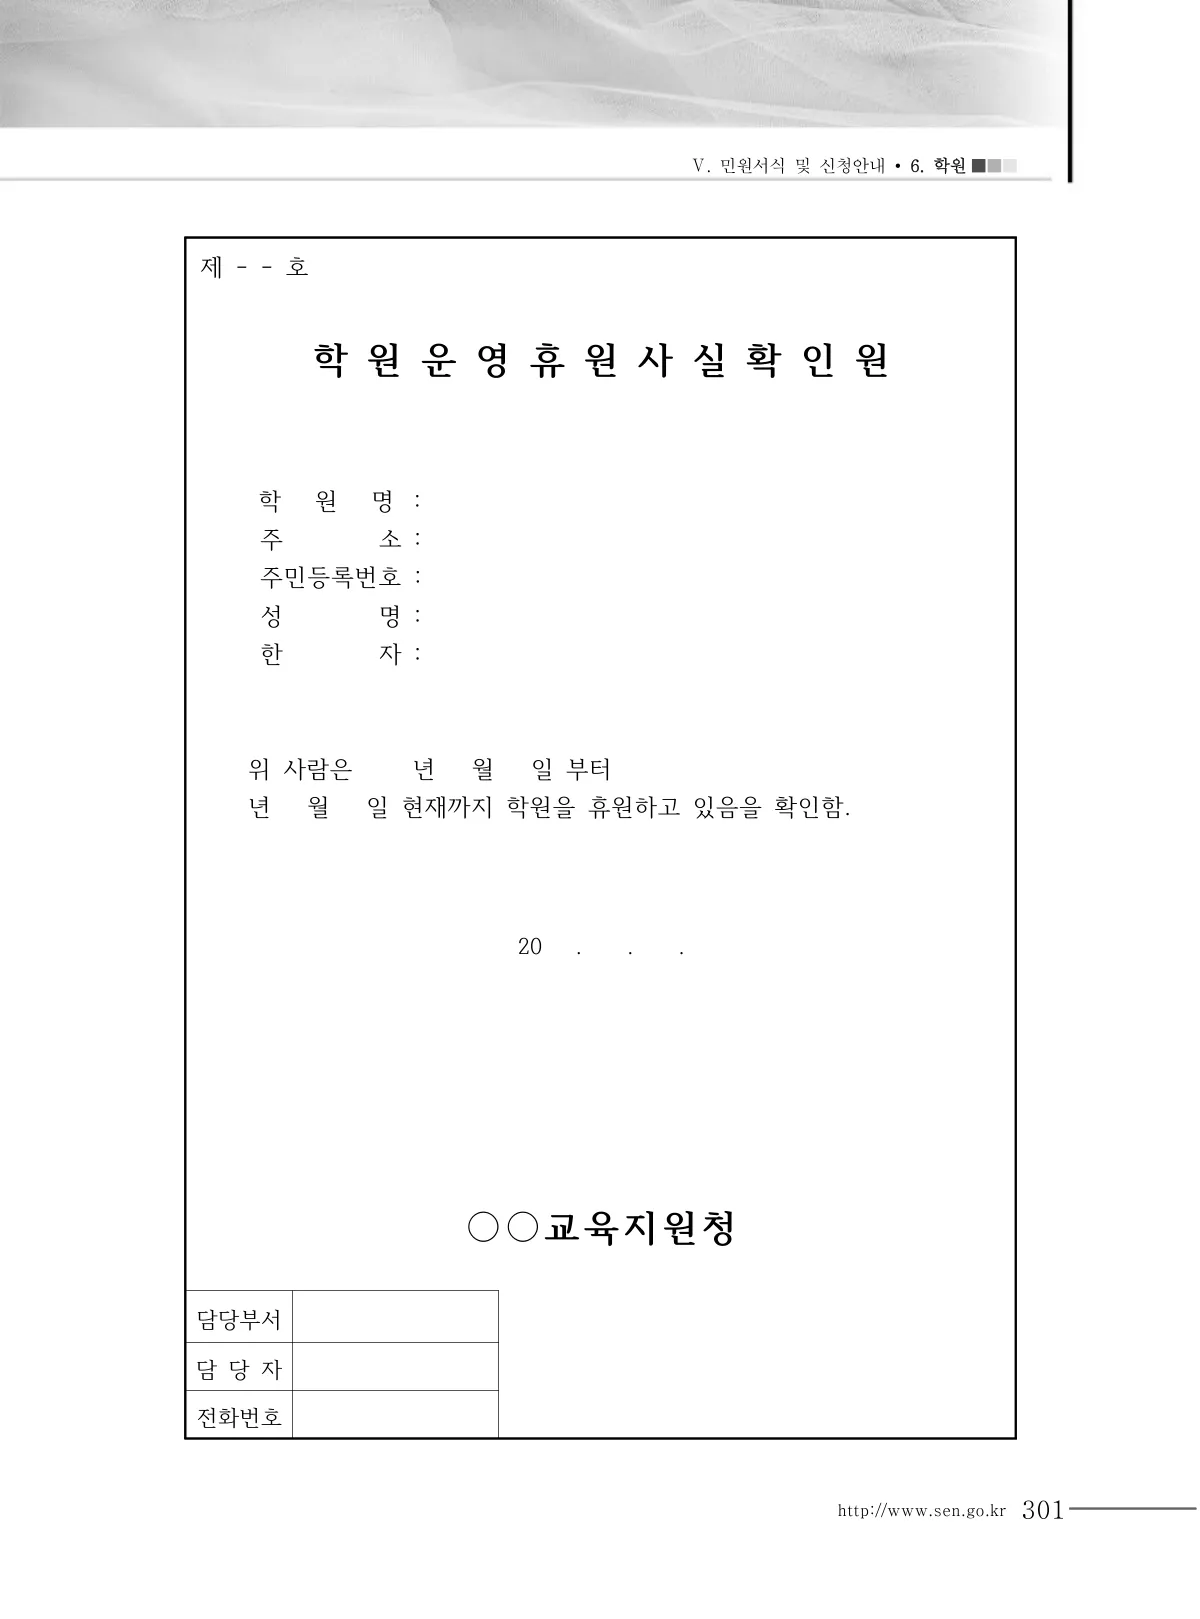 Ⅴ. 민원서식 및 신청안내 • 6. 학원
제 - - 호
학 원 운 영 휴 원 사 실 확 인 원
학 원 명 :
주 소 :
주민등록번호 :
성 명 :
한 자 :
위 사람은 년 월 일 부터
년 월 일 현재까지 학원을 휴원하고 있음을 확인함.
20 . . .
○○교육지원청
담당부서
담 당 자
전화번호
http://www.sen.go.kr 301